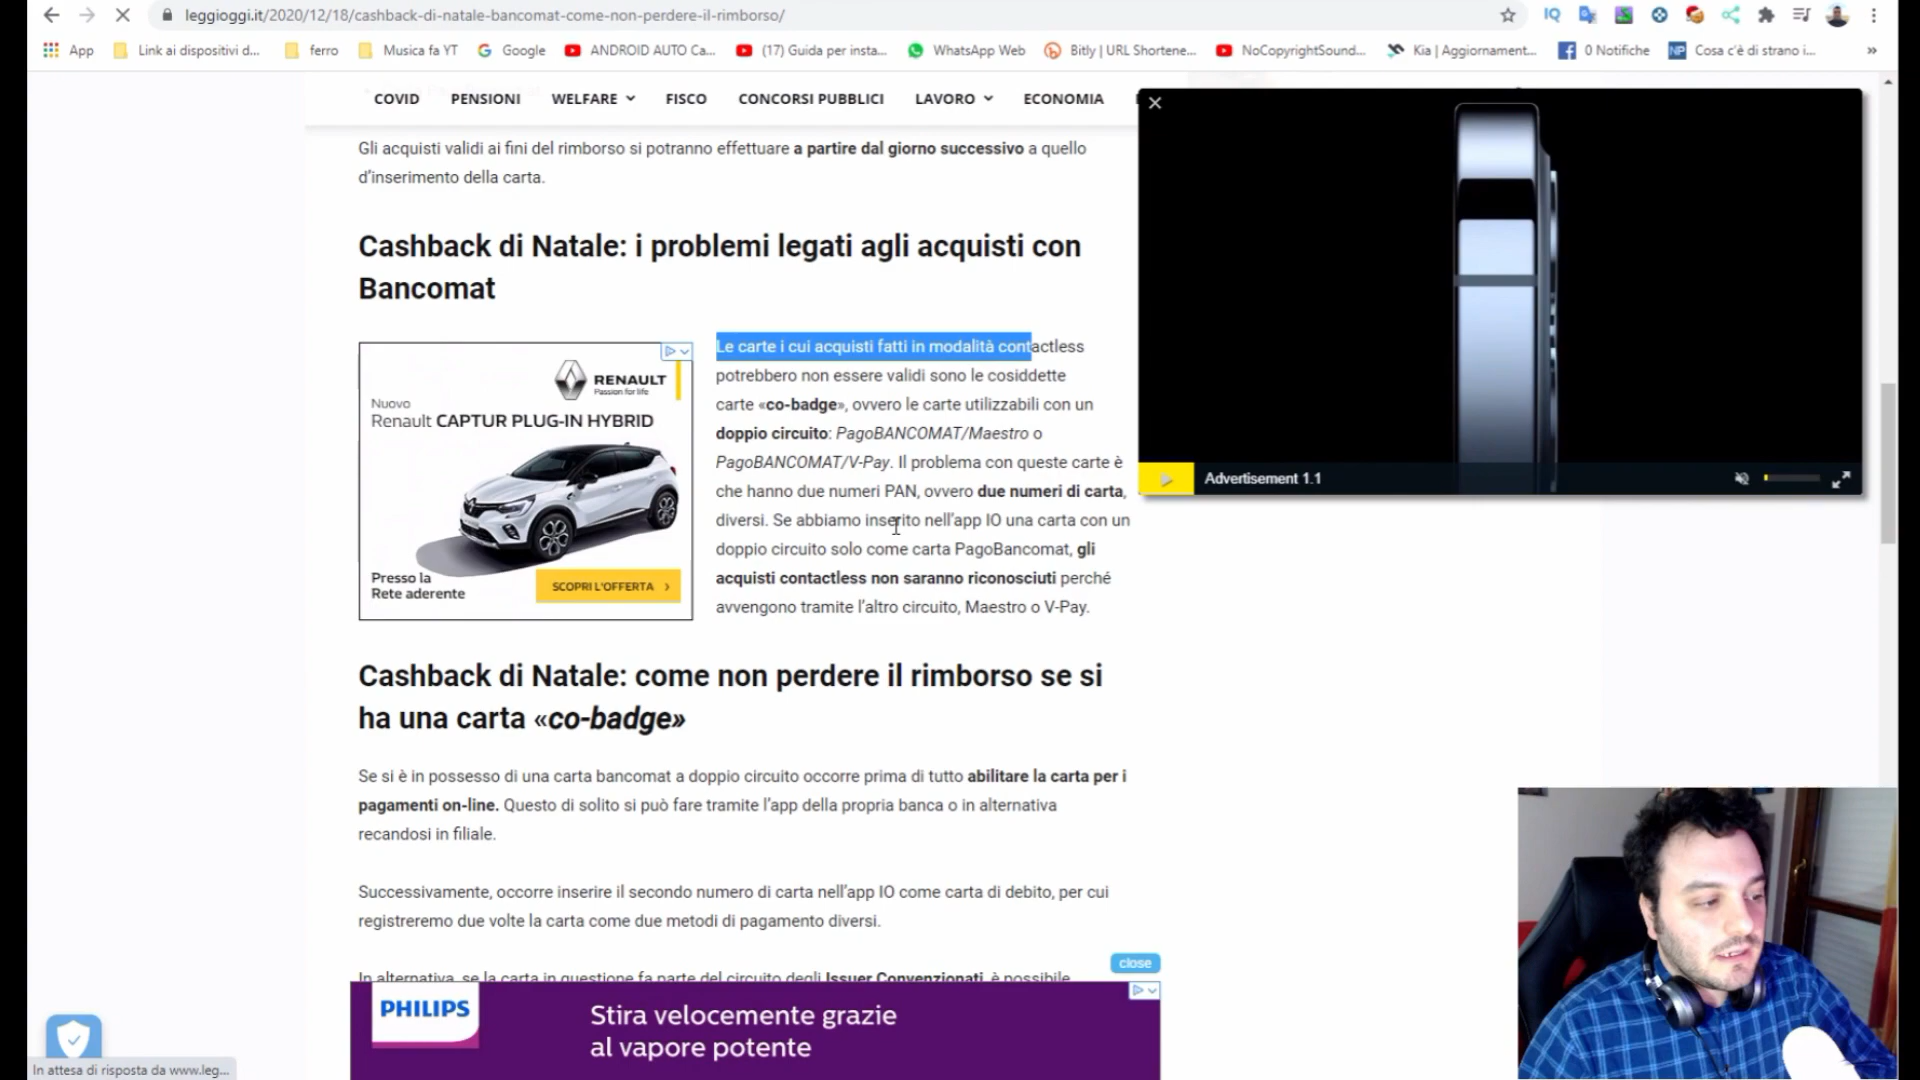 leggioggi.it/2020/12/18/cashback-di-natale-bancomat-come-non-perdere-il-rimborso/
App
Link ai dispositivi d...
ferro
Musica fa YT
Google
ANDROID AUTO Ca...
(17) Guida per insta...
WhatsApp Web
Bitly | URL Shortene...
NoCopyrightSound...
Kia | Aggiornament...
0 Notifiche
Cosa c'è di strano i...
»
COVID PENSIONI WELFARE FISCO CONCORSI PUBBLICI LAVORO ECONOMIA
Gli acquisti validi ai fini del rimborso si potranno effettuare a partire dal giorno successivo a quello
d'inserimento della carta.
Cashback di Natale: i problemi legati agli acquisti con
Bancomat
RENAULT
Passion for life
Nuovo
Renault CAPTUR PLUG-IN HYBRID
Presso la
Rete aderente
SCOPRI L'OFFERTA
Le carte i cui acquisti fatti in modalità contactless
potrebbero non essere validi sono le cosiddette
carte «co-badge», ovvero le carte utilizzabili con un
doppio circuito: PagoBANCOMAT/Maestro o
PagoBANCOMAT/V-Pay. Il problema con queste carte è
che hanno due numeri PAN, ovvero due numeri di carta,
diversi. Se abbiamo inserito nell'app IO una carta con un
doppio circuito solo come carta PagoBancomat, gli
acquisti contactless non saranno riconosciuti perché
avvengono tramite l'altro circuito, Maestro o V-Pay.
Advertisement 1.1
Cashback di Natale: come non perdere il rimborso se si
ha una carta «co-badge»
Se si è in possesso di una carta bancomat a doppio circuito occorre prima di tutto abilitare la carta per i
pagamenti on-line. Questo di solito si può fare tramite l'app della propria banca o in alternativa
recandosi in filiale.
Successivamente, occorre inserire il secondo numero di carta nell'app IO come carta di debito, per cui
registreremo due volte la carta come due metodi di pagamento diversi.
In alternativa, se la carta in questione fa parte del circuito degli Issuer Convenzionati, è possibile
close
PHILIPS
Stira velocemente grazie
al vapore potente
In attesa di risposta da www.leg...